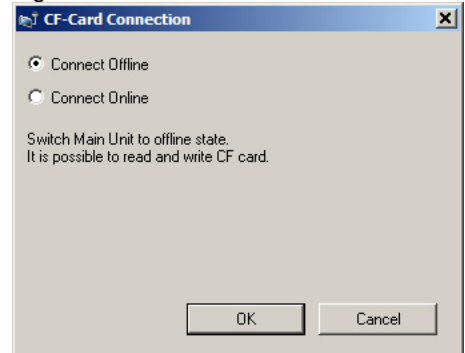 CF-Card Connection
Connect Offline
Connect Online
Switch Main Unit to offline state.
It is possible to read and write CF card.
OK Cancel